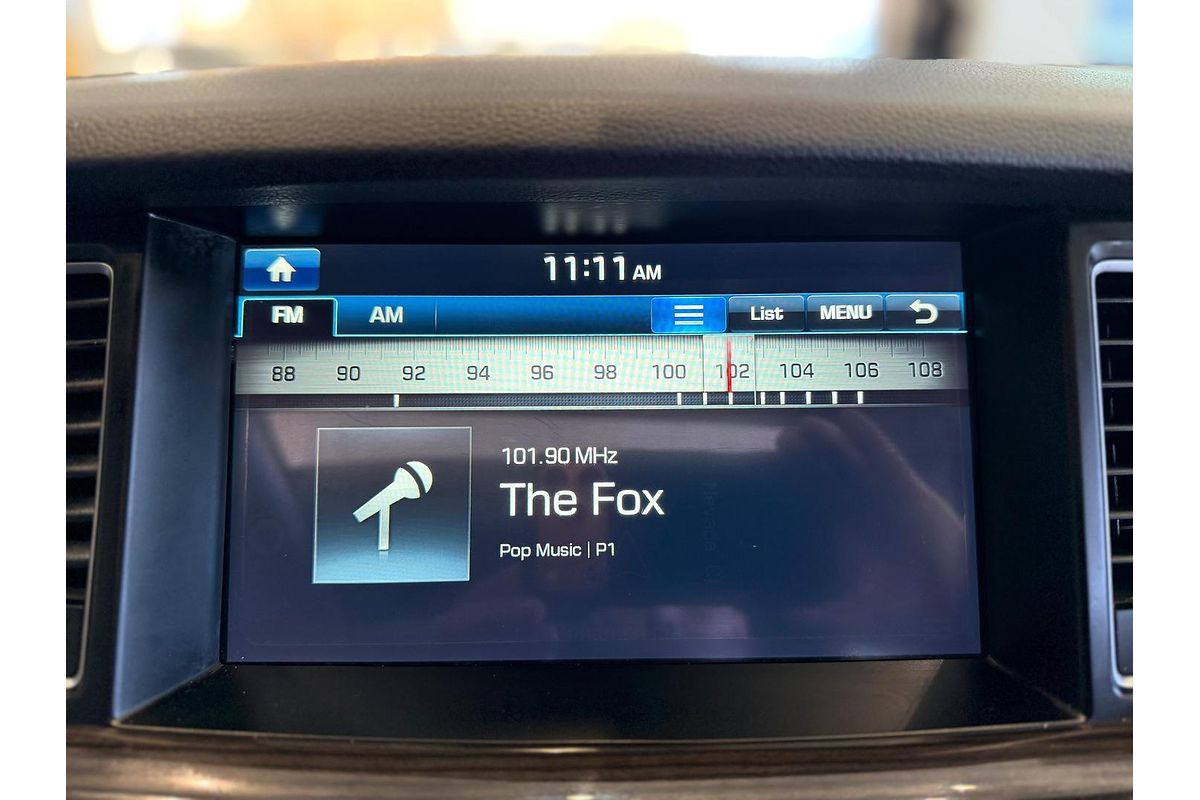 11:11 AM
FM AM List MENU
88 90 92 94 96 98 100 102 104 106 108
101.90 MHz
The Fox
Pop Music | P1